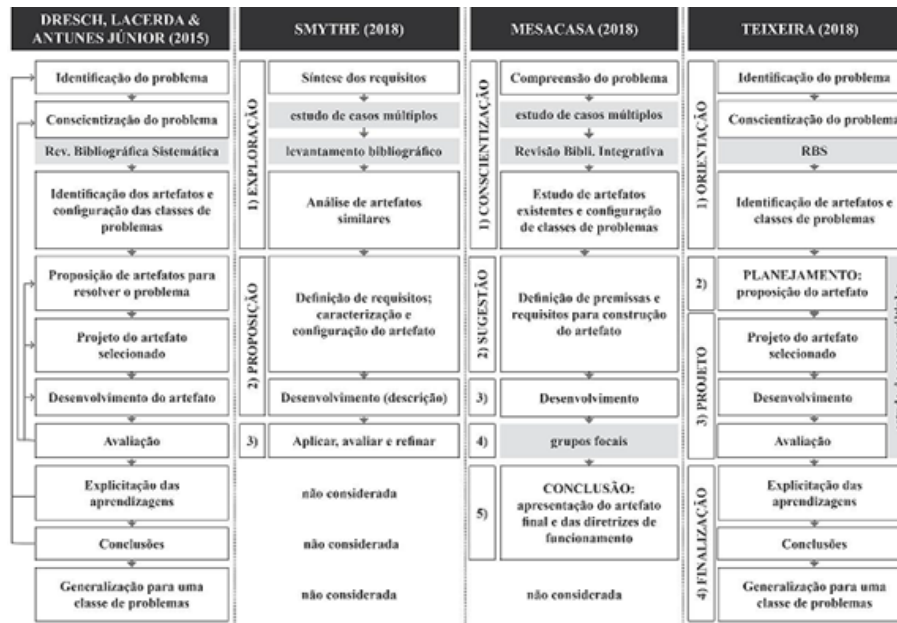 DRESCH, LACERDA &
ANTUNES JÚNIOR (2015)
Identificação do problema
Conscientização do problema
Rev. Bibliográfica Sistemática
Identificação dos artefatos e
configuração das classes de
problemas
Proposição de artefatos para
resolver o problema
Projeto do artefato
selecionado
Desenvolvimento do artefato
Avaliação
Explicitação das
aprendizagens
Conclusões
Generalização para uma
classe de problemas
SMYTHE (2018)
1) EXPLORAÇÃO
Síntese dos requisitos
estudo de casos múltiplos
levantamento bibliográfico
Análise de artefatos
similares
2) PROPOSIÇÃO
Definição de requisitos;
caracterização e
configuração do artefato
Desenvolvimento (descrição)
3)
Aplicar, avaliar e refinar
não considerada
não considerada
não considerada
MESACASA (2018)
1) CONSCIENTIZAÇÃO
Compreensão do problema
estudo de casos múltiplos
Revisão Bibli. Integrativa
Estudo de artefatos
existentes e configuração
de classes de problemas
2) SUGESTÃO
Definição de premissas e
requisitos para construção
do artefato
3)
Desenvolvimento
4)
grupos focais
5)
CONCLUSÃO:
apresentação do artefato
final e das diretrizes de
funcionamento
não considerada
TEIXEIRA (2018)
1) ORIENTAÇÃO
Identificação do problema
Conscientização do problema
RBS
Identificação de artefatos e
classes de problemas
2)
PLANEJAMENTO:
proposição do artefato
3) PROJETO
Projeto do artefato
selecionado
Desenvolvimento
Avaliação
4) FINALIZAÇÃO
Explicitação das
aprendizagens
Conclusões
Generalização para uma
classe de problemas